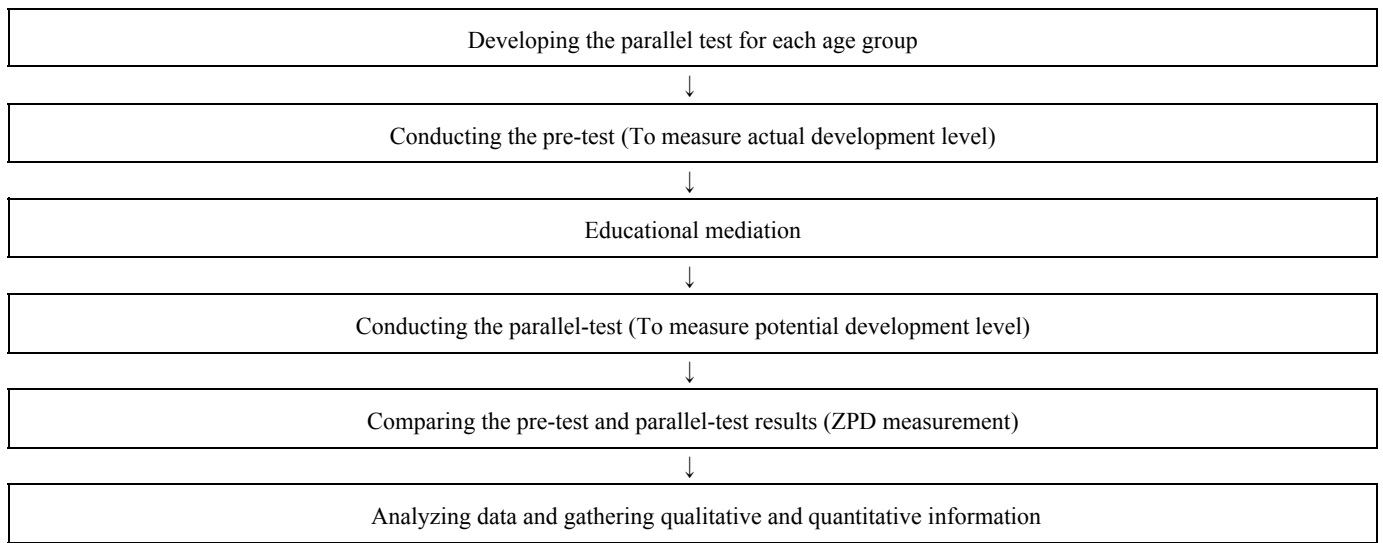 Developing the parallel test for each age group
↓
Conducting the pre-test (To measure actual development level)
↓
Educational mediation
↓
Conducting the parallel-test (To measure potential development level)
↓
Comparing the pre-test and parallel-test results (ZPD measurement)
↓
Analyzing data and gathering qualitative and quantitative information